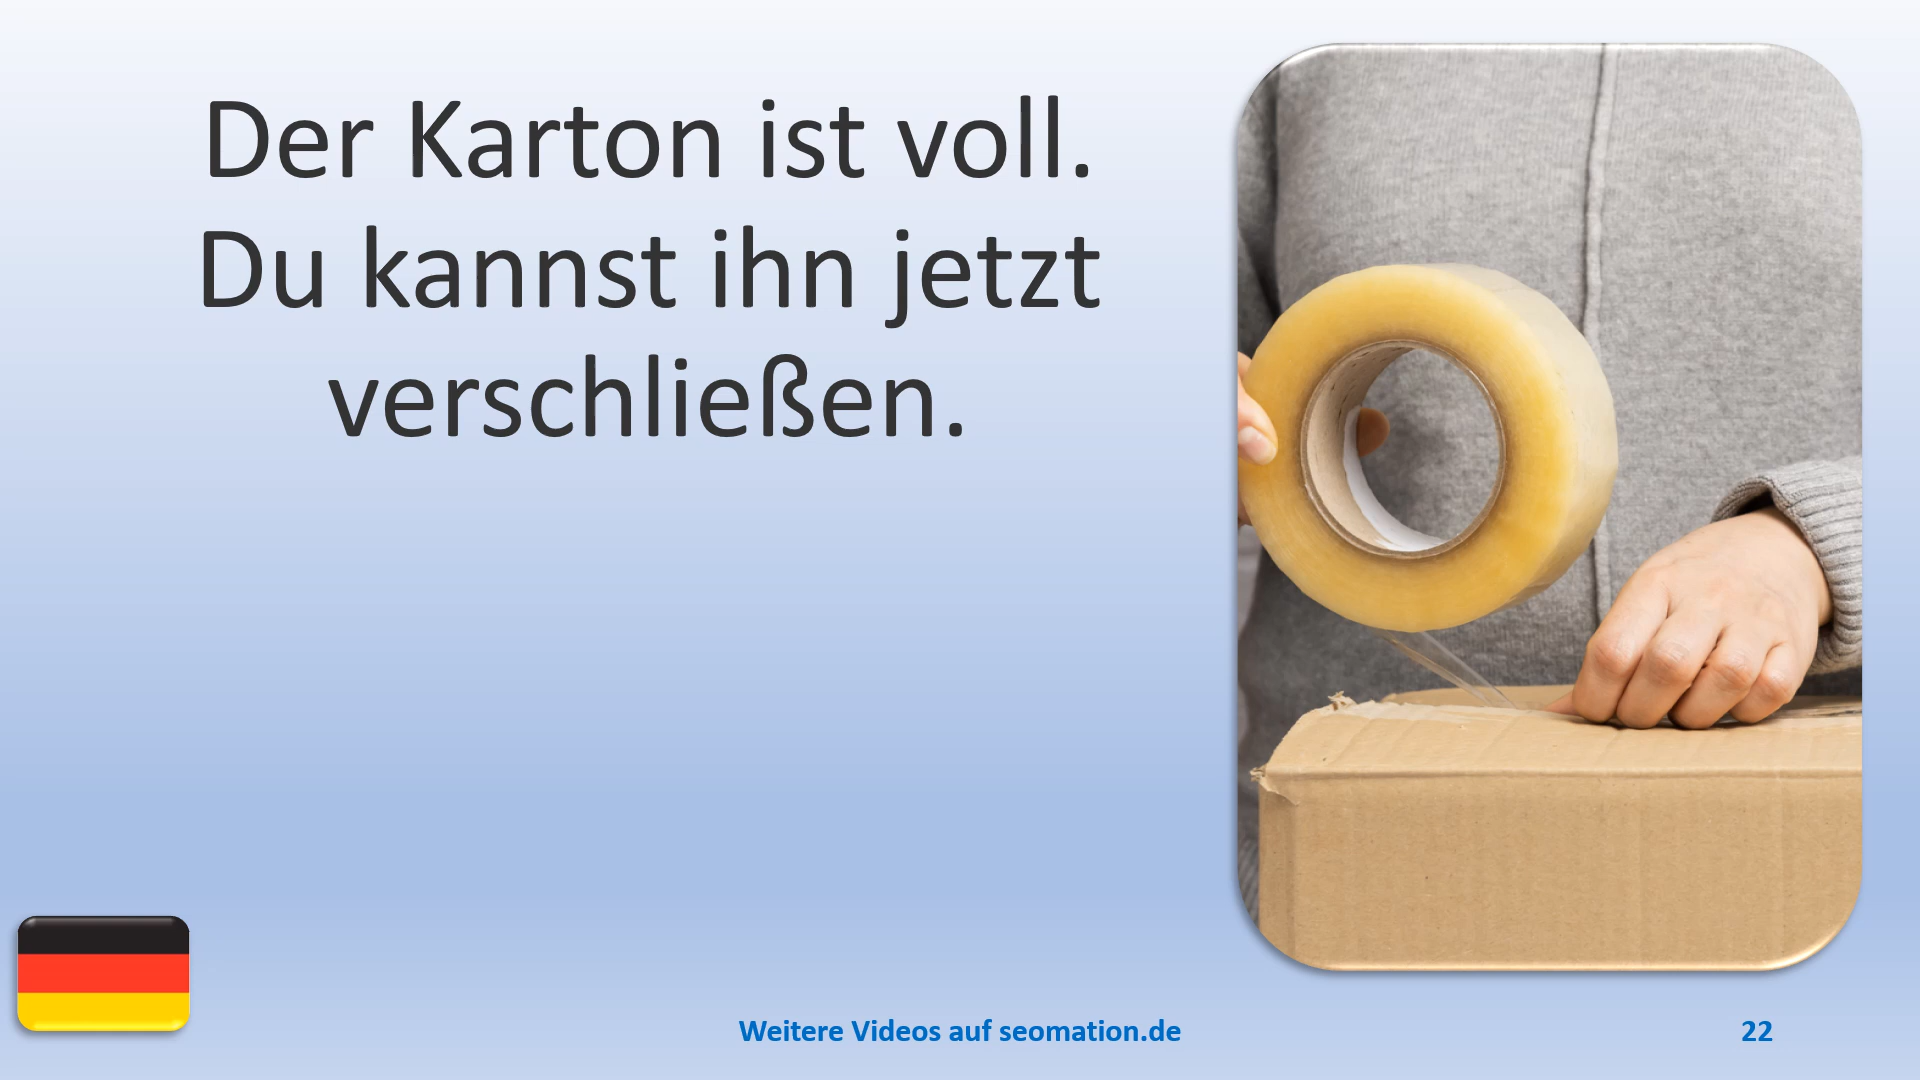 Der Karton ist voll.
Du kannst ihn jetzt
verschließen.
Weitere Videos auf seomation.de
22